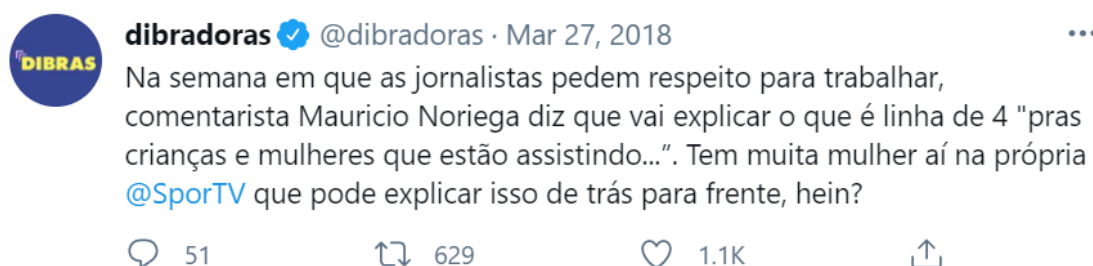 dibradoras @dibradoras · Mar 27, 2018
DIBRAS
Na semana em que as jornalistas pedem respeito para trabalhar,
comentarista Mauricio Noriega diz que vai explicar o que é linha de 4 "pras
crianças e mulheres que estão assistindo...”. Tem muita mulher aí na própria
@SporTV que pode explicar isso de trás para frente, hein?
51 629 1.1K